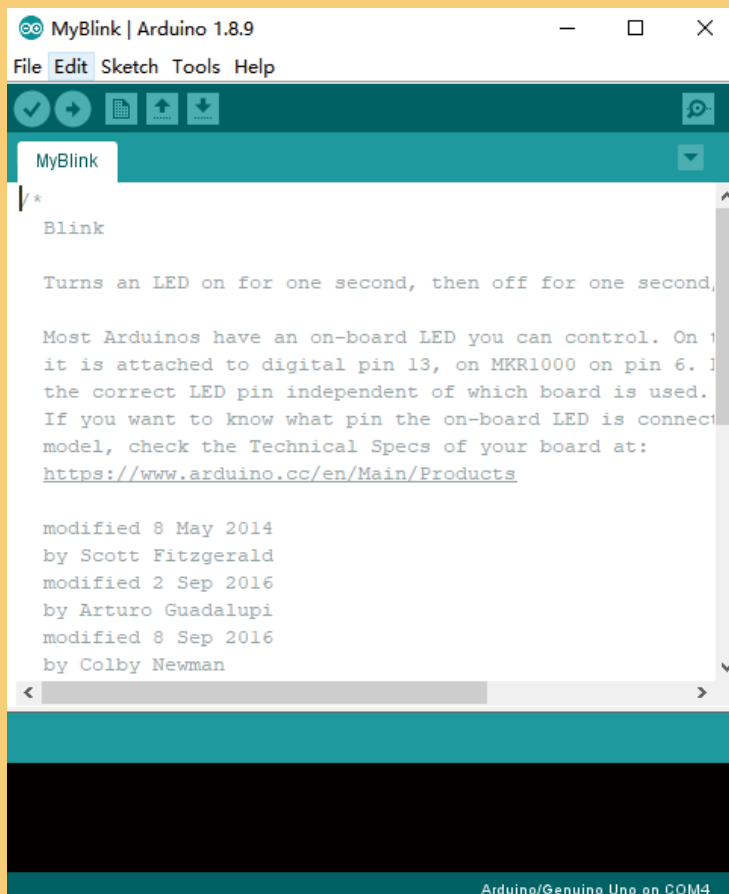 MyBlink | Arduino 1.8.9
File Edit Sketch Tools Help
MyBlink
/*
Blink
Turns an LED on for one second, then off for one second,
Most Arduinos have an on-board LED you can control. On
it is attached to digital pin 13, on MKR1000 on pin 6.
the correct LED pin independent of which board is used.
If you want to know what pin the on-board LED is connect
model, check the Technical Specs of your board at:
https://www.arduino.cc/en/Main/Products
modified 8 May 2014
by Scott Fitzgerald
modified 2 Sep 2016
by Arturo Guadalupi
modified 8 Sep 2016
by Colby Newman
Arduino/Genuino Uno on COM4